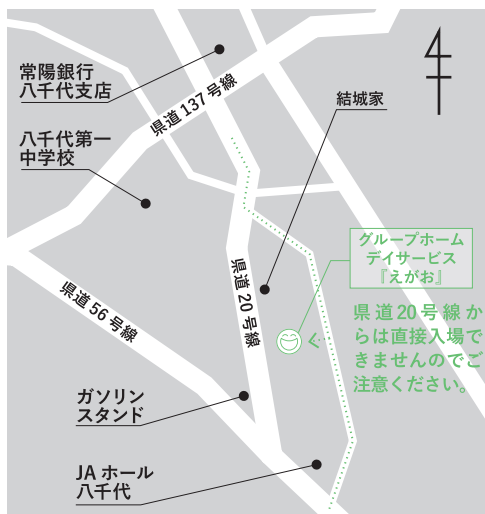 常陽銀行
八千代支店
県道137号線
結城家
八千代第一
中学校
グループホーム
デイサービス
『えがお』
県道20号線
県道56号線
県道20号線か
らは直接入場で
きませんのでご
注意ください。
ガソリン
スタンド
JAホール
八千代